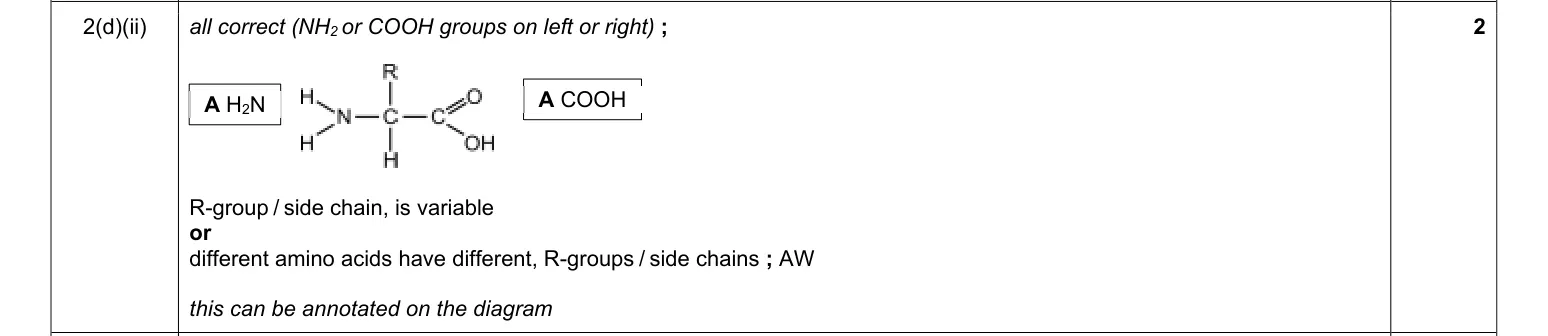 2(d)(ii)
all correct (NH2 or COOH groups on left or right) ;
2
R
A H2N
H
O
A COOH
N C C
H
OH
H
R-group / side chain, is variable
or
different amino acids have different, R-groups / side chains ; AW
this can be annotated on the diagram